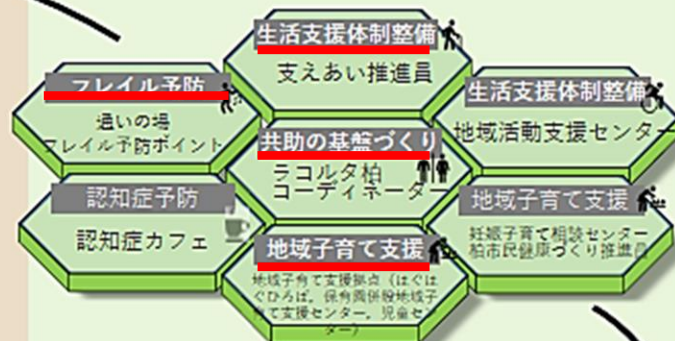 生活支援体制整備
支えあい推進員
フレイル予防
通いの場
フレイル予防ポイント
生活支援体制整備
地域活動支援センター
共助の基盤づくり
ラコルタ柏
コーディネーター
認知症予防
認知症カフェ
地域子育て支援
妊娠子育て相談センター
柏市民健康づくり推進員
地域子育て支援
地域子育て支援拠点（はぐは
ぐひろば，保育園併設地域子
育て支援センター，児童セン
ター）